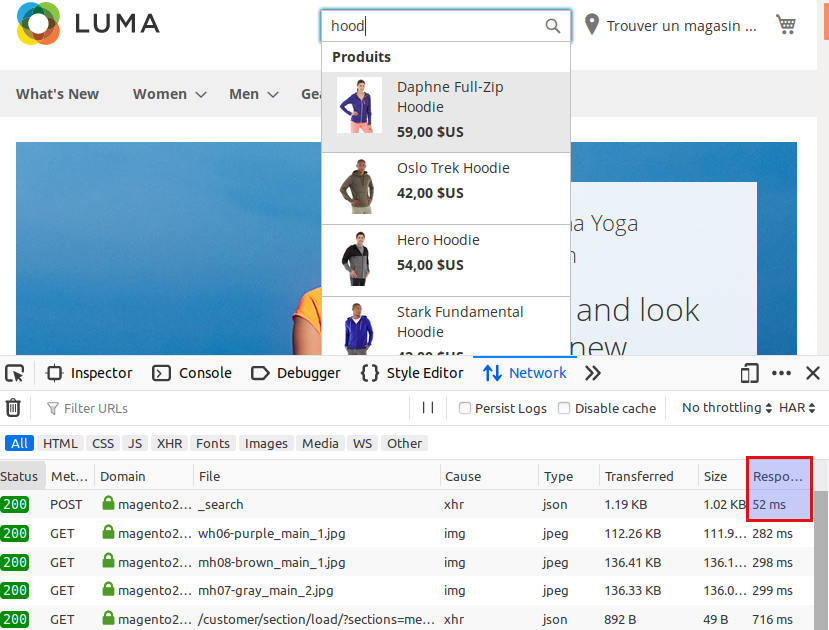 LUMA
hood
Trouver un magasin ...
Produits
What's New Women Men
Daphne Full-Zip
Hoodie
59,00 $US
Oslo Trek Hoodie
42,00 $US
Hero Hoodie
54,00 $US
Stark Fundamental
Hoodie
Yoga
and look
new
Inspector Console Debugger {} Style Editor Network
Filter URLs Persist Logs Disable cache No throttling HAR
All HTML CSS JS XHR Fonts Images Media WS Other
Status Met... Domain File Cause Type Transferred Size Respo...
200 POST magento2... _search xhr json 1.19 KB 1.02 KB 52 ms
200 GET magento2... wh06-purple_main_1.jpg img jpeg 112.26 KB 111.9... 282 ms
200 GET magento2... mh08-brown_main_1.jpg img jpeg 136.41 KB 136.1... 298 ms
200 GET magento2... mh07-gray_main_2.jpg img jpeg 136.33 KB 136.0... 299 ms
200 GET magento2... /customer/section/load/?sections=me... xhr json 892 B 49 B 716 ms